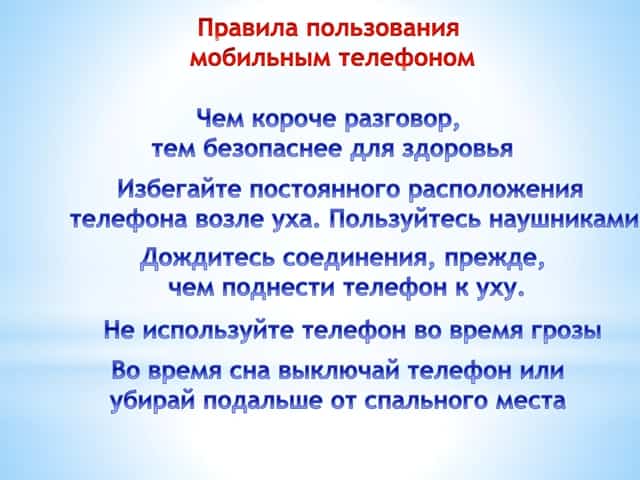 Правила пользования
мобильным телефоном
Чем короче разговор,
тем безопаснее для здоровья
Избегайте постоянного расположения
телефона возле уха. Пользуйтесь наушниками
Дождитесь соединения, прежде,
чем поднести телефон к уху.
Не используйте телефон во время грозы
Во время сна выключай телефон или
убирай подальше от спального места